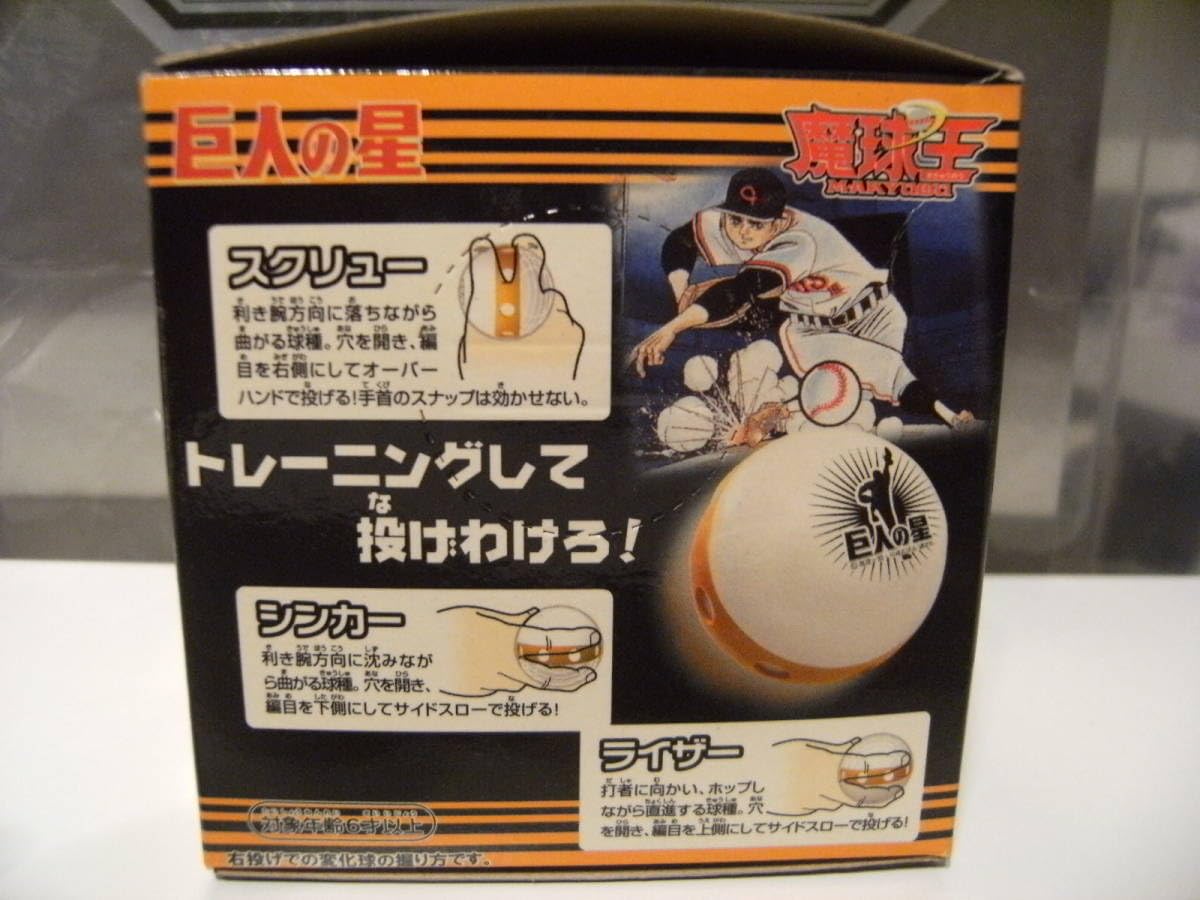 巨人の星
魔球王
まきゅうおう
MAKYUOU
スクリュー
利き腕方向に落ちながら
曲がる球種。穴を開き、編
目を右側にしてオーバー
ハンドで投げる!手首のスナップは効かせない。
トレーニングして
投げわけろ!
巨人の星
シンカー
利き腕方向に沈みなが
ら曲がる球種。穴を開き、
編目を下側にしてサイドスローで投げる!
ライザー
打者に向かい、ホップし
ながら直進する球種。穴
を開き、編目を上側にしてサイドスローで投げる!
対象年齢6才以上
右投げでの変化球の握り方です。